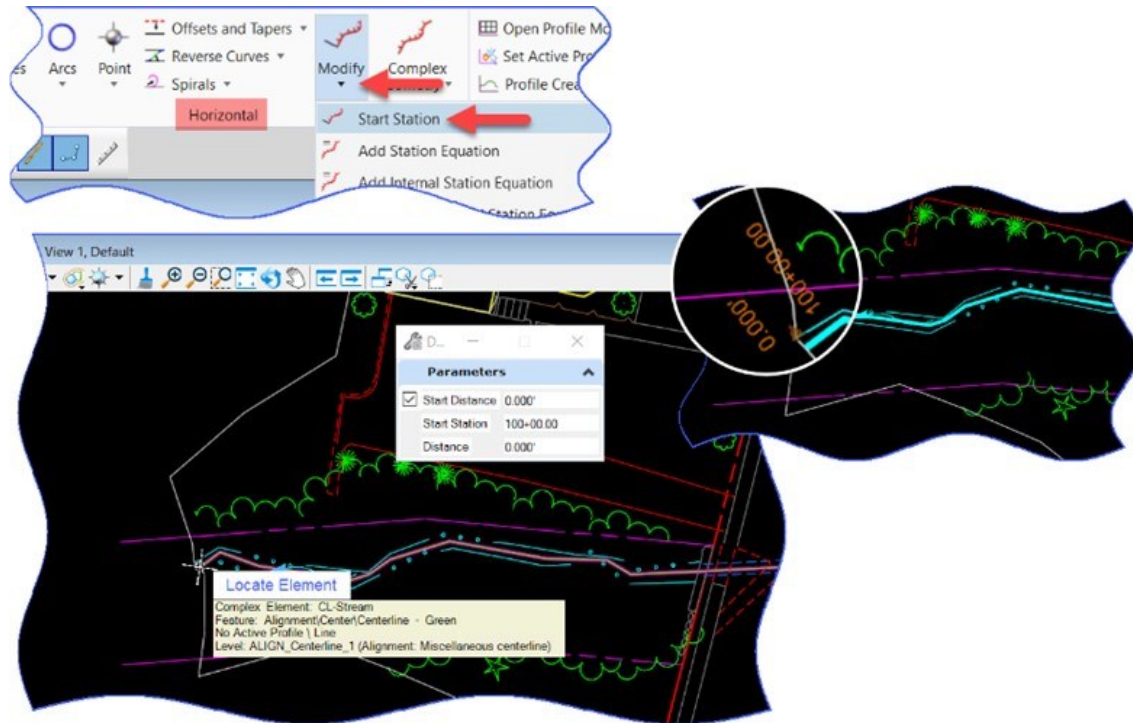 Offsets and Tapers
Reverse Curves
Spirals
Arcs
Point
Horizontal
Modify
Complex
Open Profile Mo
Set Active Pro
Profile Crea
Start Station
Add Station Equation
Add Internal Station Equation
View 1, Default
D...
Parameters
Start Distance 0.000'
Start Station 100+00.00
Distance 0.000'
Locate Element
Complex Element: CL-Stream
Feature: Alignment\Center\Centerline - Green
No Active Profile \ Line
Level: ALIGN_Centerline_1 (Alignment: Miscellaneous centerline)
100+00.00
0.000'